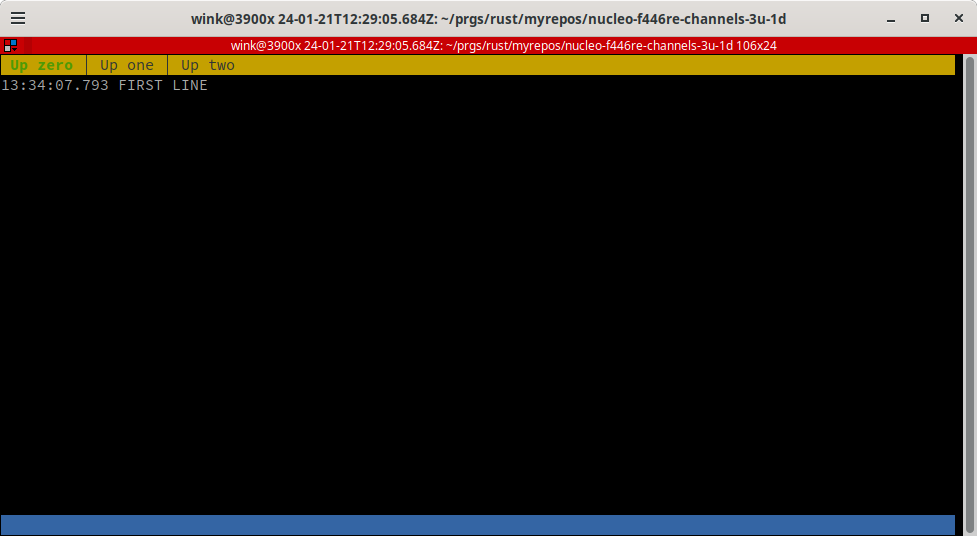 wink@3900x 24-01-21T12:29:05.684Z: ~/prgs/rust/myrepos/nucleo-f446re-channels-3u-1d
wink@3900x 24-01-21T12:29:05.684Z: ~/prgs/rust/myrepos/nucleo-f446re-channels-3u-1d 106x24
Up zero │ Up one │ Up two
13:34:07.793 FIRST LINE